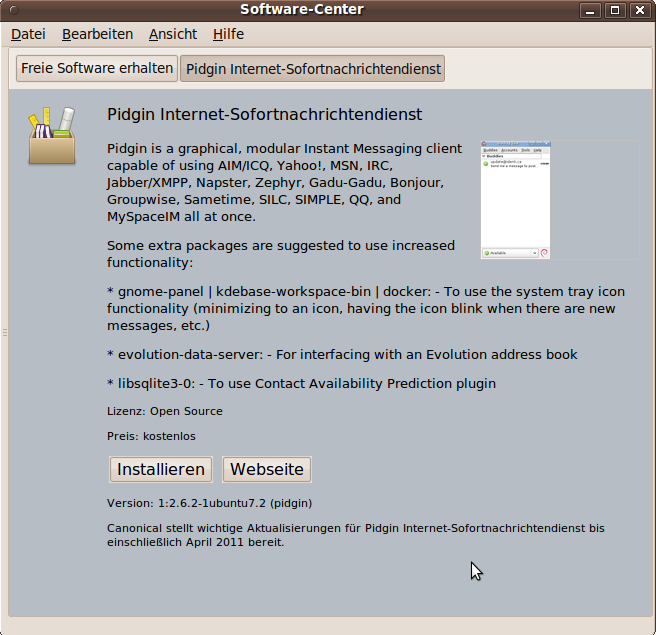 Software-Center
Datei Bearbeiten Ansicht Hilfe
Freie Software erhalten Pidgin Internet-Sofortnachrichtendienst
Pidgin Internet-Sofortnachrichtendienst
Pidgin is a graphical, modular Instant Messaging client
capable of using AIM/ICQ, Yahoo!, MSN, IRC,
Jabber/XMPP, Napster, Zephyr, Gadu-Gadu, Bonjour,
Groupwise, Sametime, SILC, SIMPLE, QQ, and
MySpaceIM all at once.
Buddies Accounts Tools Help
Buddies
Available
Some extra packages are suggested to use increased
functionality:
* gnome-panel | kdebase-workspace-bin | docker: - To use the system tray icon
functionality (minimizing to an icon, having the icon blink when there are new
messages, etc.)
* evolution-data-server: - For interfacing with an Evolution address book
* libsqlite3-0: - To use Contact Availability Prediction plugin
Lizenz: Open Source
Preis: kostenlos
Installieren Webseite
Version: 1:2.6.2-1ubuntu7.2 (pidgin)
Canonical stellt wichtige Aktualisierungen für Pidgin Internet-Sofortnachrichtendienst bis
einschließlich April 2011 bereit.